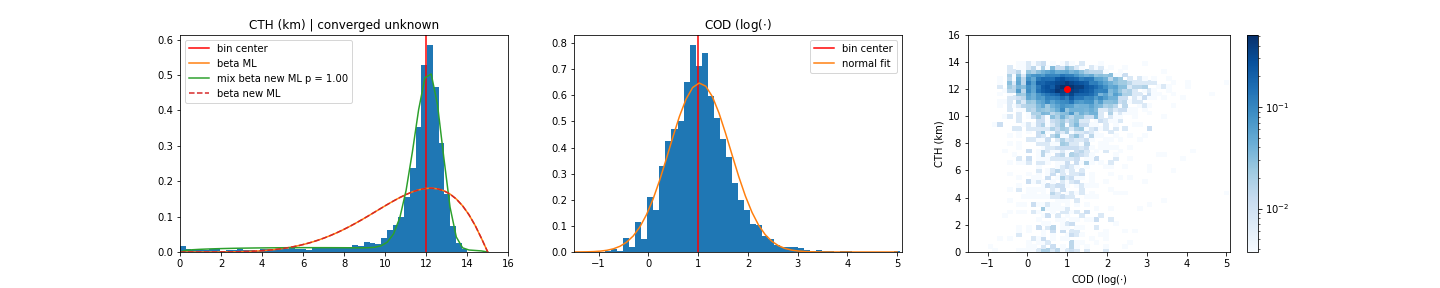 CTH (km) | converged unknown
0.6
0.5
0.4
0.3
0.2
0.1
0.0
bin center
beta ML
mix beta new ML p = 1.00
beta new ML
0 2 4 6 8 10 12 14 16
COD (log(·)
0.8
0.7
0.6
0.5
0.4
0.3
0.2
0.1
0.0
bin center
normal fit
−1 0 1 2 3 4 5
CTH (km)
16
14
12
10
8
6
4
2
0
−1 0 1 2 3 4 5
COD (log(·)
10⁻¹
10⁻²